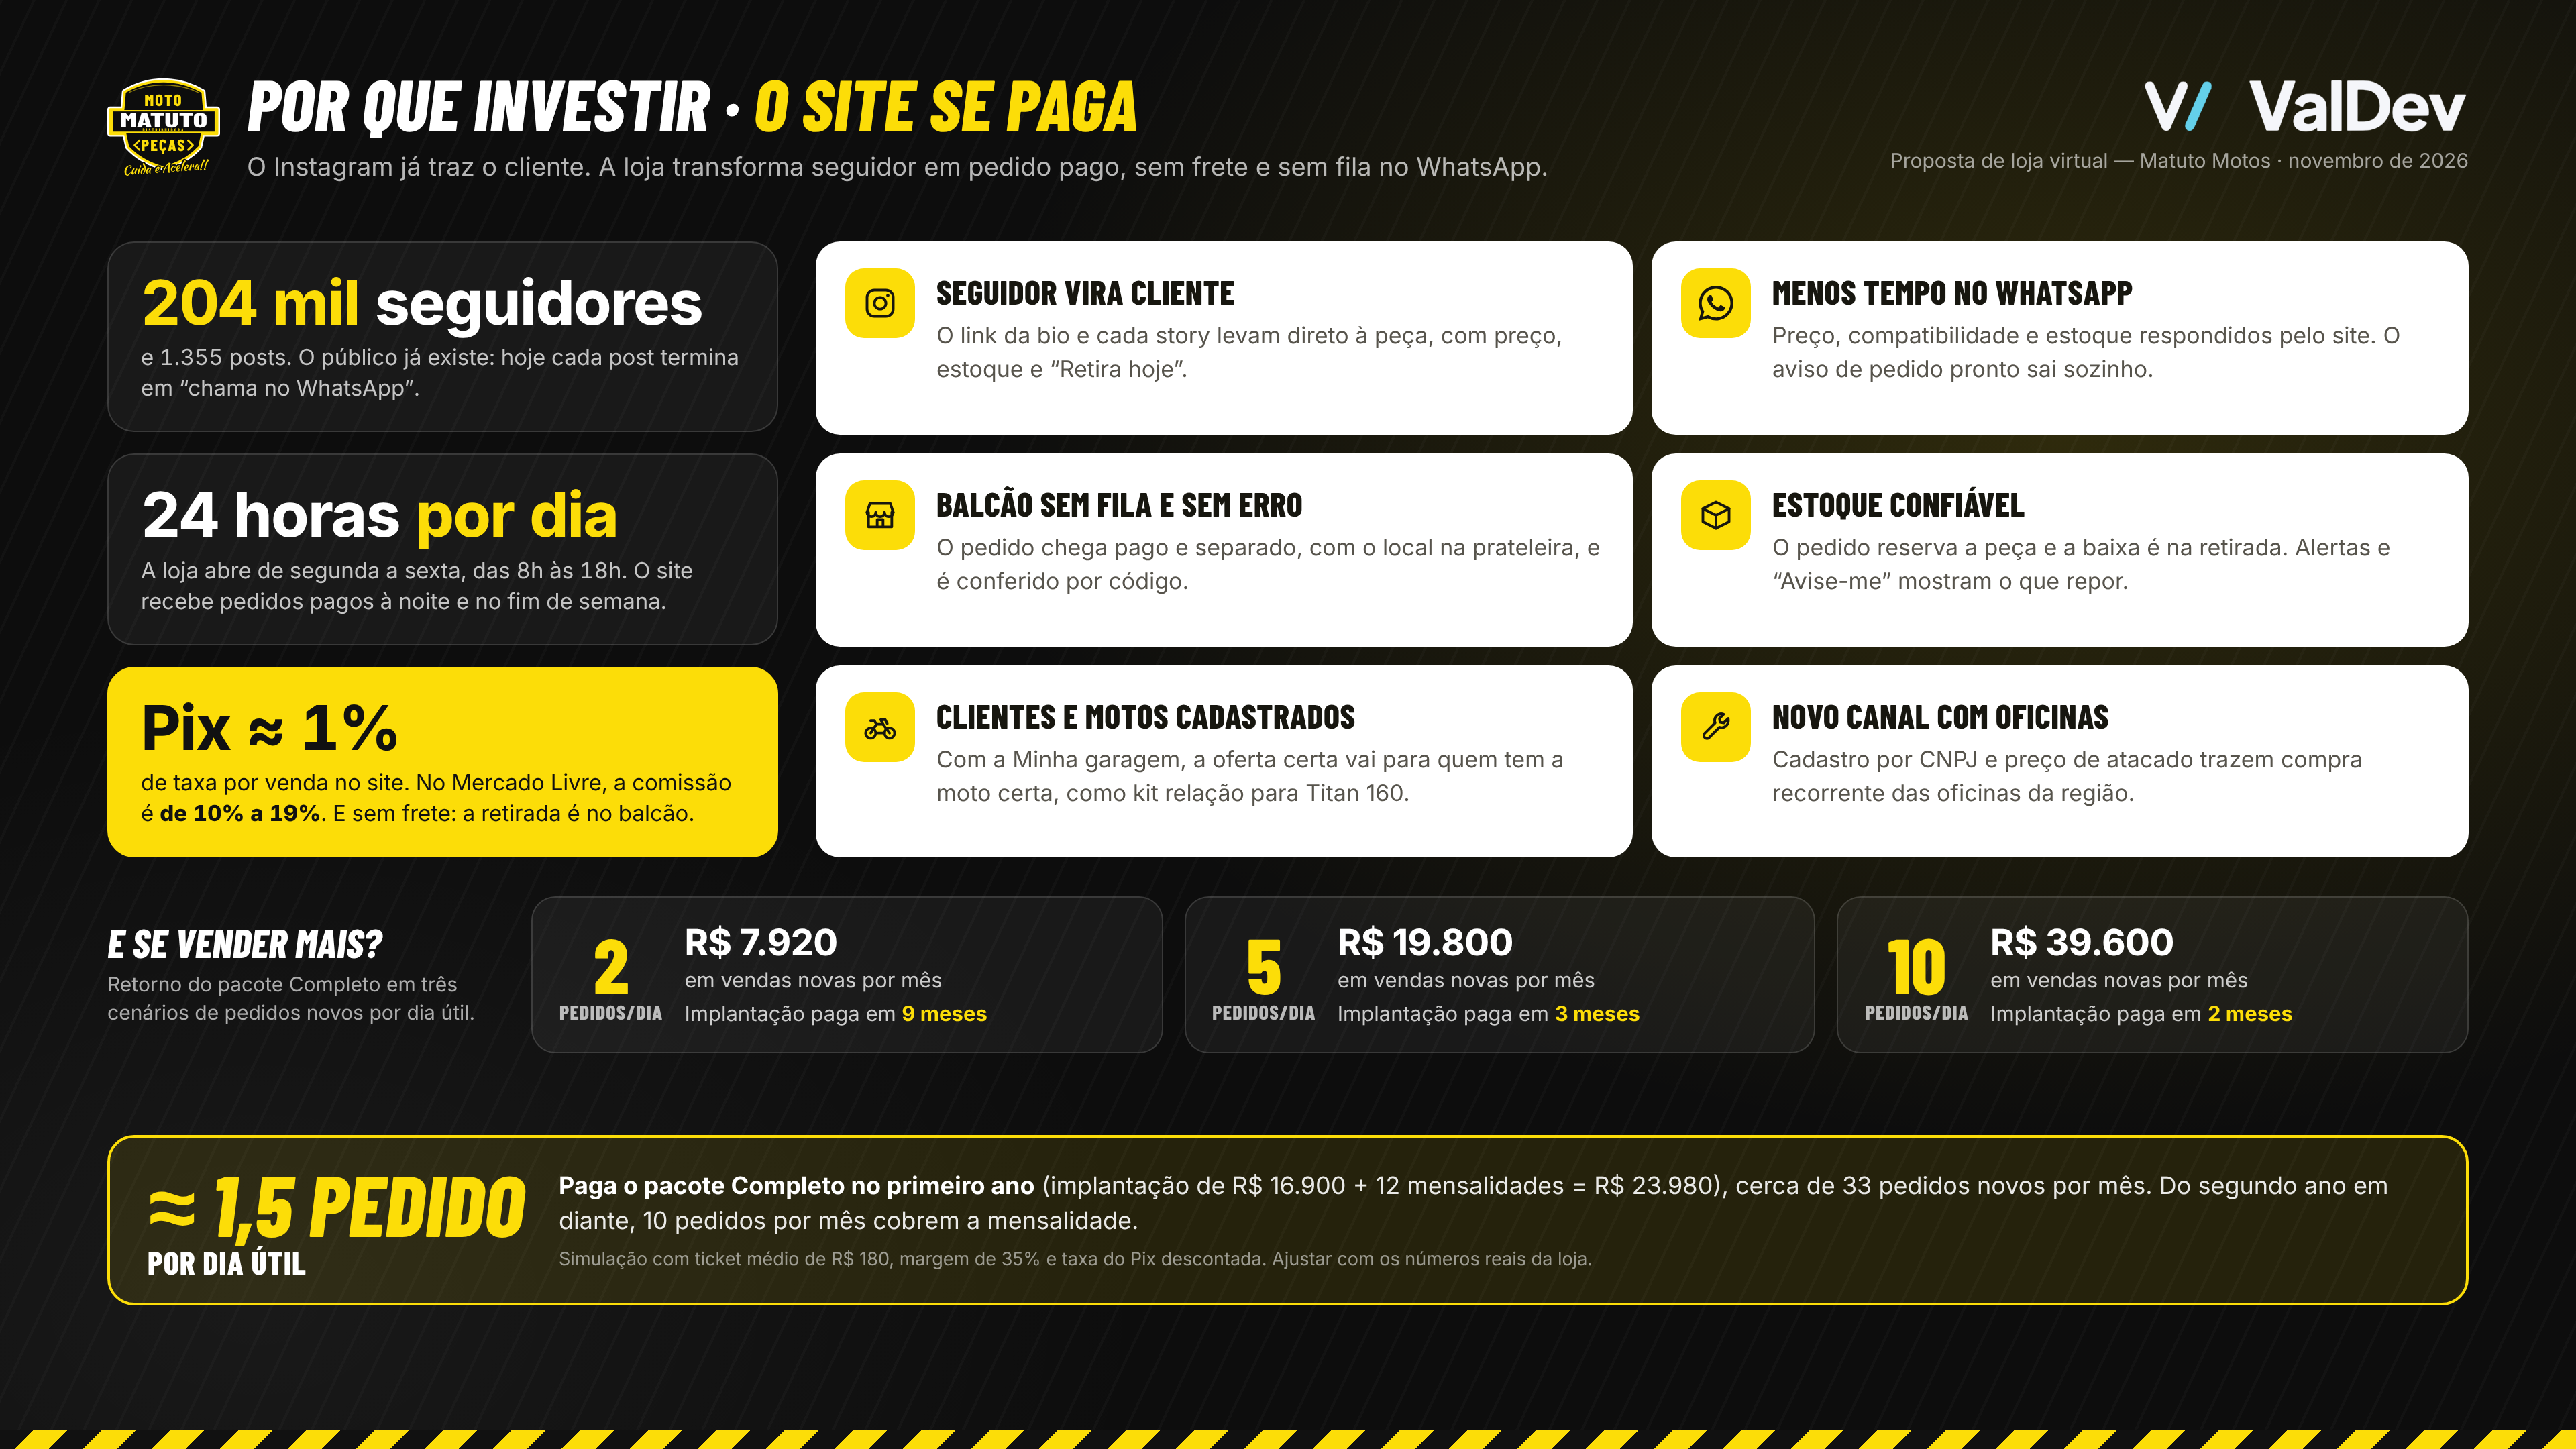 MOTO
MATUTO
DISTRIBUIDORA
<PEÇAS>
Cuida e Acelera!!
POR QUE INVESTIR · O SITE SE PAGA
O Instagram já traz o cliente. A loja transforma seguidor em pedido pago, sem frete e sem fila no WhatsApp.
ValDev
Proposta de loja virtual — Matuto Motos · novembro de 2026
204 mil seguidores
e 1.355 posts. O público já existe: hoje cada post termina
em “chama no WhatsApp”.
24 horas por dia
A loja abre de segunda a sexta, das 8h às 18h. O site
recebe pedidos pagos à noite e no fim de semana.
Pix ≈ 1%
de taxa por venda no site. No Mercado Livre, a comissão
é de 10% a 19%. E sem frete: a retirada é no balcão.
SEGUIDOR VIRA CLIENTE
O link da bio e cada story levam direto à peça, com preço,
estoque e “Retira hoje”.
MENOS TEMPO NO WHATSAPP
Preço, compatibilidade e estoque respondidos pelo site. O
aviso de pedido pronto sai sozinho.
BALCÃO SEM FILA E SEM ERRO
O pedido chega pago e separado, com o local na prateleira, e
é conferido por código.
ESTOQUE CONFIÁVEL
O pedido reserva a peça e a baixa é na retirada. Alertas e
“Avise-me” mostram o que repor.
CLIENTES E MOTOS CADASTRADOS
Com a Minha garagem, a oferta certa vai para quem tem a
moto certa, como kit relação para Titan 160.
NOVO CANAL COM OFICINAS
Cadastro por CNPJ e preço de atacado trazem compra
recorrente das oficinas da região.
E SE VENDER MAIS?
Retorno do pacote Completo em três
cenários de pedidos novos por dia útil.
2
PEDIDOS/DIA
R$ 7.920
em vendas novas por mês
Implantação paga em 9 meses
5
PEDIDOS/DIA
R$ 19.800
em vendas novas por mês
Implantação paga em 3 meses
10
PEDIDOS/DIA
R$ 39.600
em vendas novas por mês
Implantação paga em 2 meses
≈ 1,5 PEDIDO
POR DIA ÚTIL
Paga o pacote Completo no primeiro ano (implantação de R$ 16.900 + 12 mensalidades = R$ 23.980), cerca de 33 pedidos novos por mês. Do segundo ano em
diante, 10 pedidos por mês cobrem a mensalidade.
Simulação com ticket médio de R$ 180, margem de 35% e taxa do Pix descontada. Ajustar com os números reais da loja.